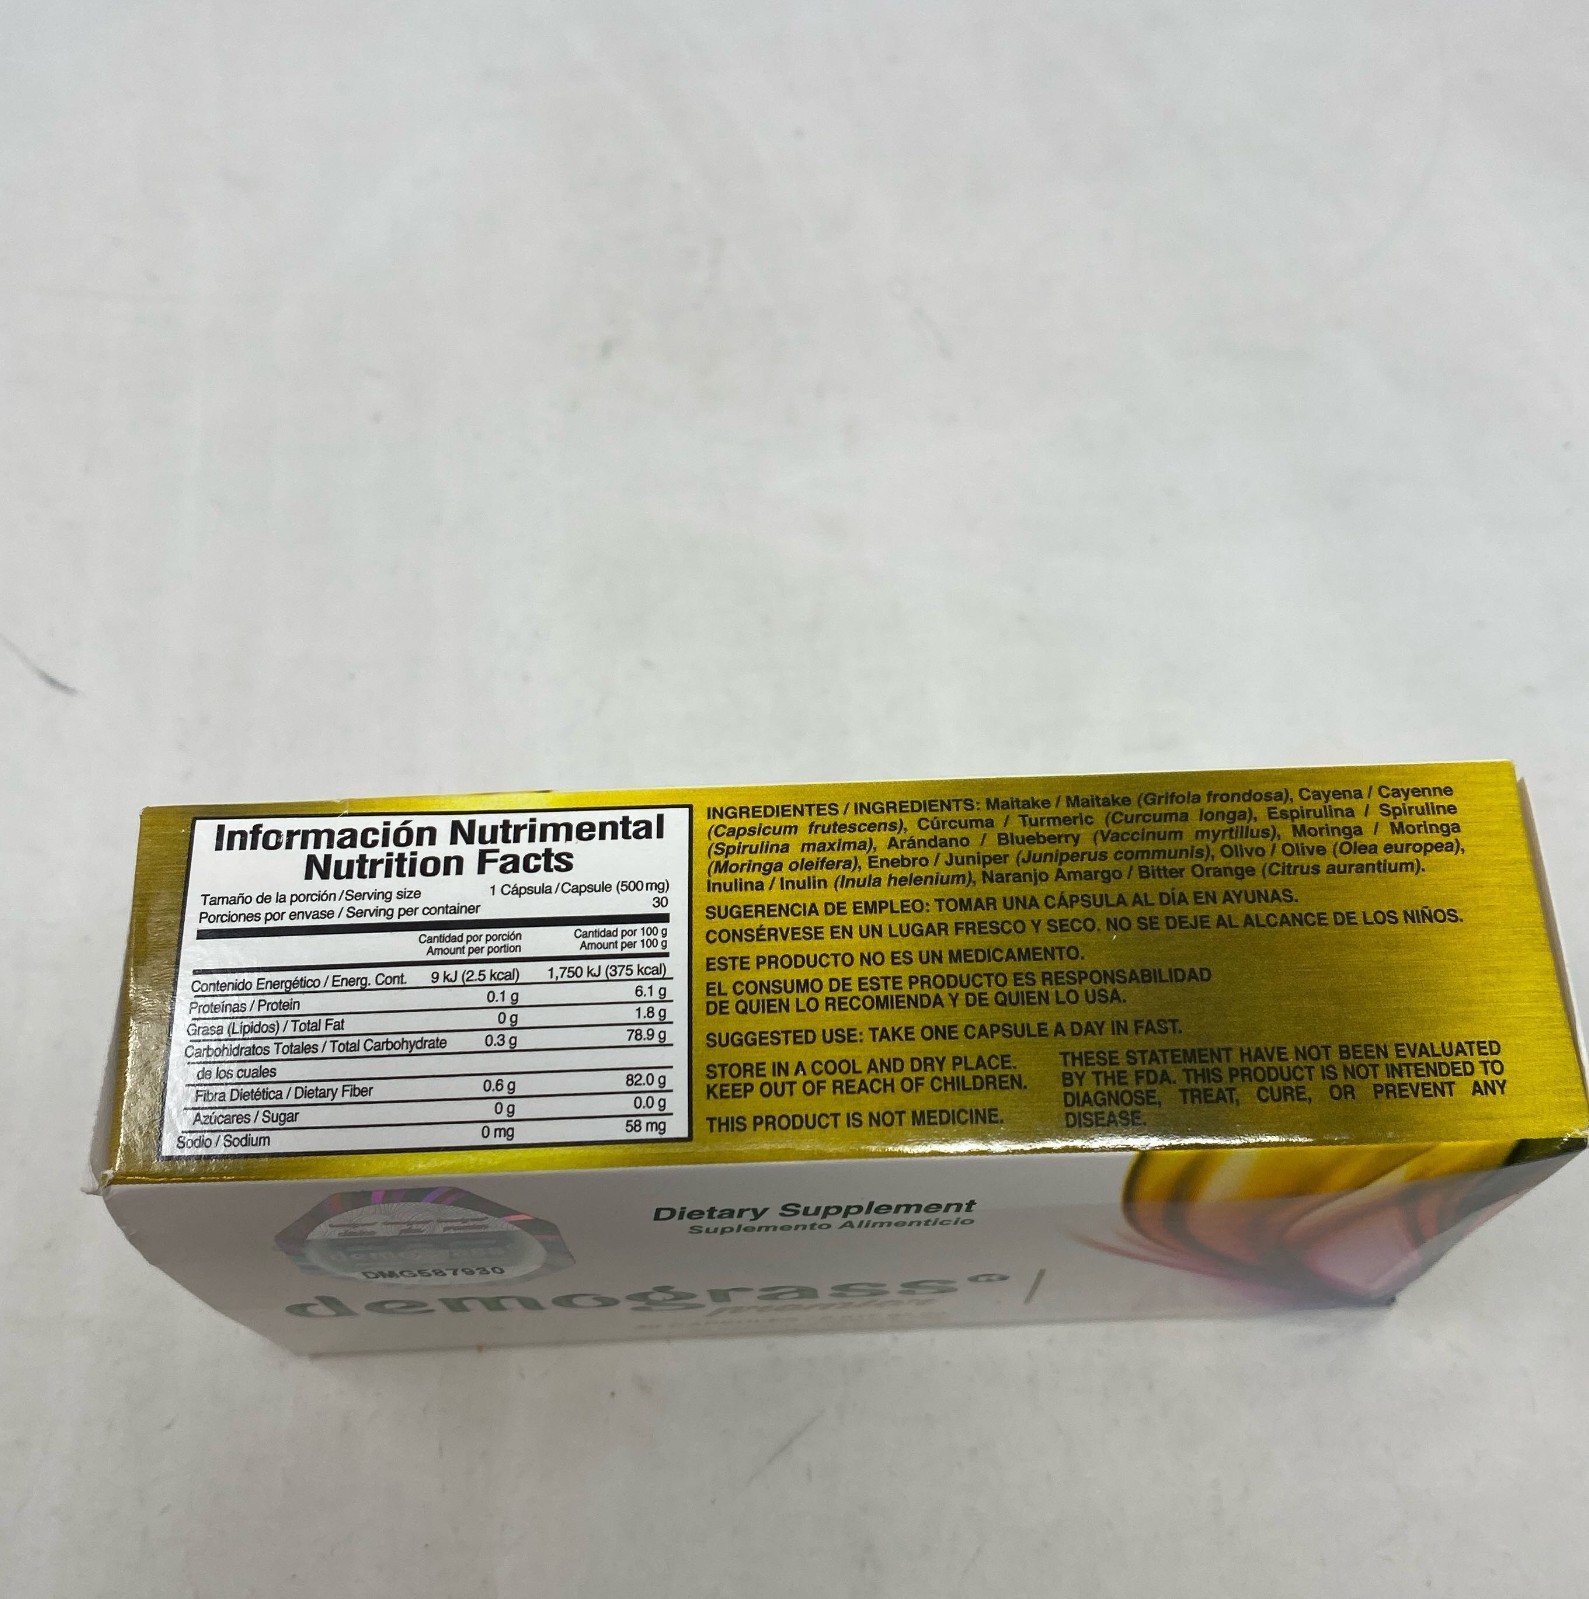 Información Nutrimental
Nutrition Facts
Tamaño de la porción / Serving size 1 Cápsula / Capsule (500 mg)
Porciones por envase / Serving per container 30
Cantidad por porción Cantidad por 100 g
Amount per portion Amount per 100 g
Contenido Energético / Energ. Cont. 9 kJ (2.5 kcal) 1,750 kJ (375 kcal)
Proteínas / Protein 0.1 g 6.1 g
Grasa (Lípidos) / Total Fat 0 g 1.8 g
Carbohidratos Totales / Total Carbohydrate 0.3 g 78.9 g
de los cuales
Fibra Dietética / Dietary Fiber 0.6 g 82.0 g
Azúcares / Sugar 0 g 0.0 g
Sodio / Sodium 0 mg 58 mg
INGREDIENTES / INGREDIENTS: Maitake / Maitake (Grifola frondosa), Cayena / Cayenne
(Capsicum frutescens), Cúrcuma / Turmeric (Curcuma longa), Espirulina / Spiruline
(Spirulina maxima), Arándano / Blueberry (Vaccinum myrtillus), Moringa / Moringa
(Moringa oleifera), Enebro / Juniper (Juniperus communis), Olivo / Olive (Olea europea),
Inulina / Inulin (Inula helenium), Naranjo Amargo / Bitter Orange (Citrus aurantium).
SUGERENCIA DE EMPLEO: TOMAR UNA CÁPSULA AL DÍA EN AYUNAS.
CONSÉRVESE EN UN LUGAR FRESCO Y SECO. NO SE DEJE AL ALCANCE DE LOS NIÑOS.
ESTE PRODUCTO NO ES UN MEDICAMENTO.
EL CONSUMO DE ESTE PRODUCTO ES RESPONSABILIDAD
DE QUIEN LO RECOMIENDA Y DE QUIEN LO USA.
SUGGESTED USE: TAKE ONE CAPSULE A DAY IN FAST.
STORE IN A COOL AND DRY PLACE.
KEEP OUT OF REACH OF CHILDREN.
THIS PRODUCT IS NOT MEDICINE.
THESE STATEMENT HAVE NOT BEEN EVALUATED
BY THE FDA. THIS PRODUCT IS NOT INTENDED TO
DIAGNOSE, TREAT, CURE, OR PREVENT ANY
DISEASE.
Dietary Supplement
Suplemento Alimenticio
DMG587930
demograss®
premier